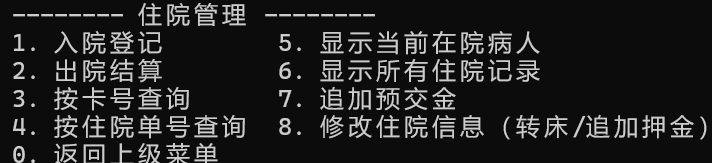 -------- 住院管理 --------
1. 入院登记 5. 显示当前在院病人
2. 出院结算 6. 显示所有住院记录
3. 按卡号查询 7. 追加预交金
4. 按住院单号查询 8. 修改住院信息 (转床/追加押金)
0. 返回上级菜单